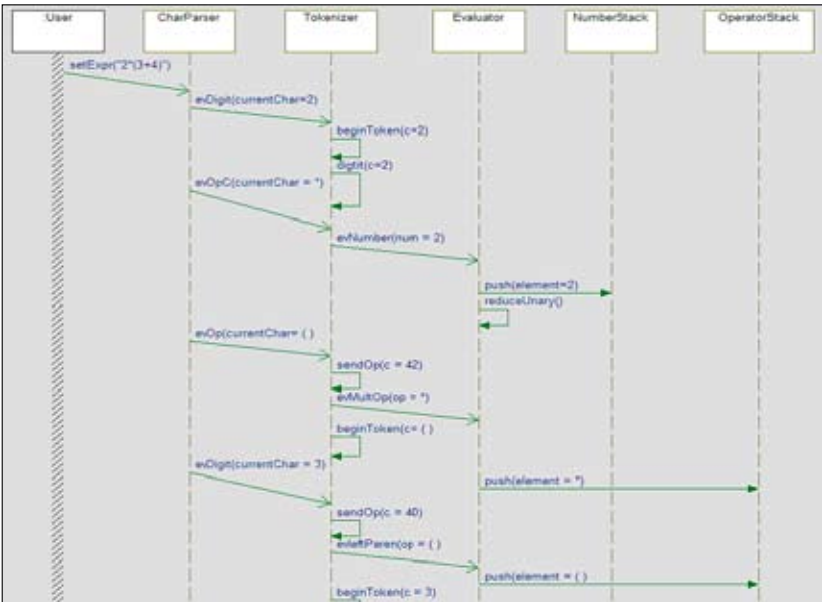 :User
CharParser
Tokenizer
Evaluator
NumberStack
OperatorStack
setExpr("2*(3+4)")
evDigit(currentChar=2)
beginToken(c=2)
digtit(c=2)
evOpC(currentChar = *)
evNumber(num = 2)
push(element=2)
reduceUnary()
evOp(currentChar= ( )
sendOp(c = 42)
evMultOp(op = *)
beginToken(c= ( )
evDigit(currentChar = 3)
push(element = *)
sendOp(c = 40)
evleftParen(op = ( )
push(element = ( )
beginToken(c = 3)